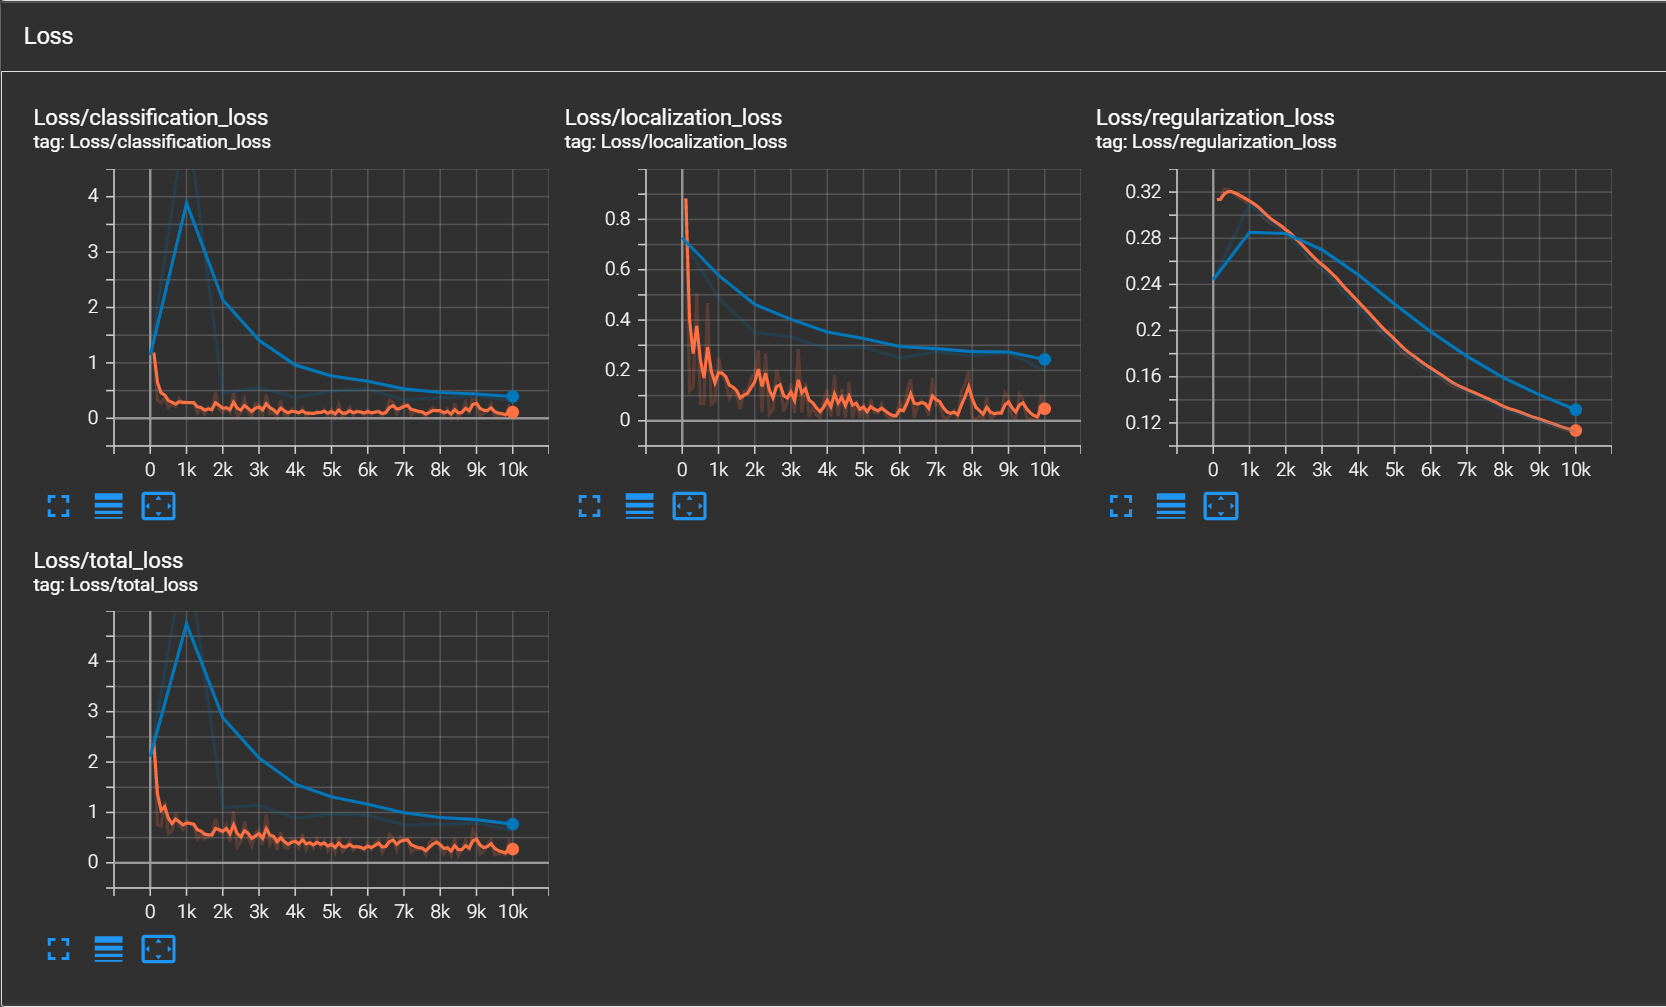 Loss
Loss/classification_loss
tag: Loss/classification_loss
4
3
2
1
0
0 1k 2k 3k 4k 5k 6k 7k 8k 9k 10k
Loss/localization_loss
tag: Loss/localization_loss
0.8
0.6
0.4
0.2
0
0 1k 2k 3k 4k 5k 6k 7k 8k 9k 10k
Loss/regularization_loss
tag: Loss/regularization_loss
0.32
0.28
0.24
0.2
0.16
0.12
0 1k 2k 3k 4k 5k 6k 7k 8k 9k 10k
Loss/total_loss
tag: Loss/total_loss
4
3
2
1
0
0 1k 2k 3k 4k 5k 6k 7k 8k 9k 10k